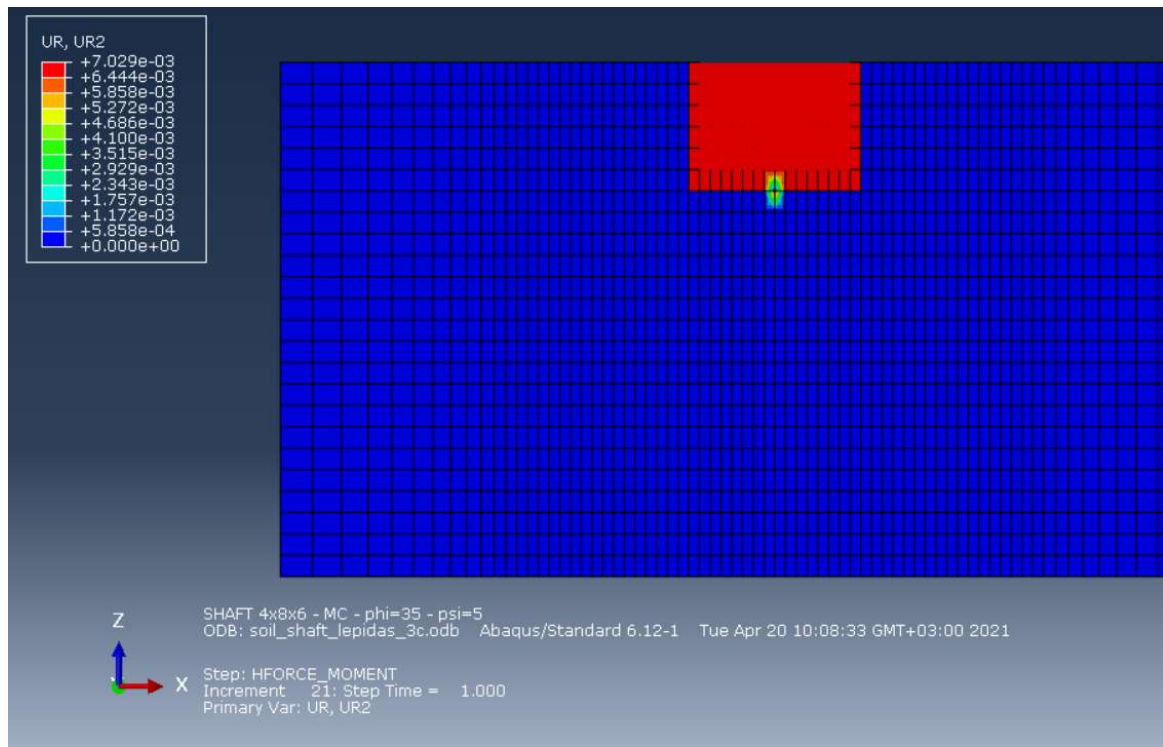 UR, UR2
+7.029e-03
+6.444e-03
+5.858e-03
+5.272e-03
+4.686e-03
+4.100e-03
+3.515e-03
+2.929e-03
+2.343e-03
+1.757e-03
+1.172e-03
+5.858e-04
+0.000e+00
Z
X
SHAFT 4x8x6 - MC - phi=35 - psi=5
ODB: soil_shaft_lepidas_3c.odb Abaqus/Standard 6.12-1 Tue Apr 20 10:08:33 GMT+03:00 2021
Step: HFORCE_MOMENT
Increment 21: Step Time = 1.000
Primary Var: UR, UR2